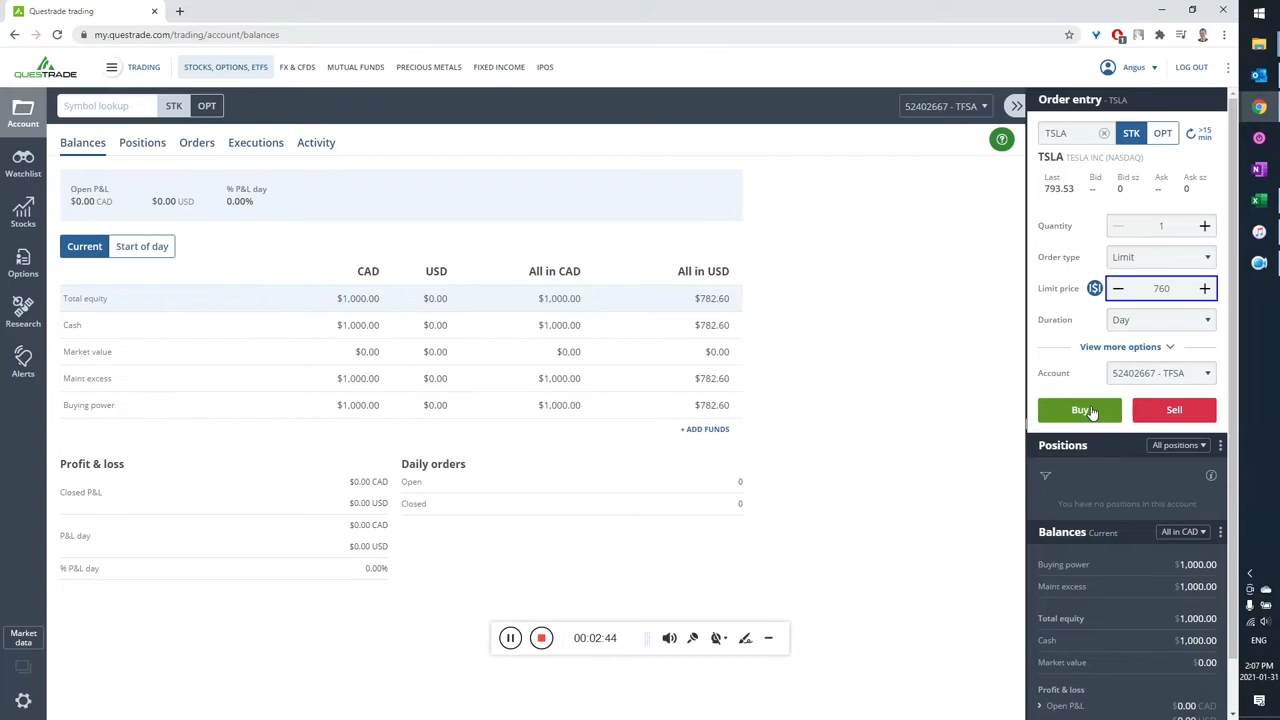 Questrade trading
my.questrade.com/trading/account/balances
QUESTRADE
TRADING
STOCKS, OPTIONS, ETFS
FX & CFDS
MUTUAL FUNDS
PRECIOUS METALS
FIXED INCOME
IPOS
Angus
LOG OUT
Account
Watchlist
Stocks
Options
Research
Alerts
Market
data
Symbol lookup
STK
OPT
52402667 - TFSA
Balances
Positions
Orders
Executions
Activity
Open P&L
% P&L day
$0.00 CAD
$0.00 USD
0.00%
Current
Start of day
CAD USD All in CAD All in USD
Total equity $1,000.00 $0.00 $1,000.00 $782.60
Cash $1,000.00 $0.00 $1,000.00 $782.60
Market value $0.00 $0.00 $0.00 $0.00
Maint excess $1,000.00 $0.00 $1,000.00 $782.60
Buying power $1,000.00 $0.00 $1,000.00 $782.60
+ ADD FUNDS
Profit & loss
Closed P&L
$0.00 CAD
$0.00 USD
P&L day
$0.00 CAD
$0.00 USD
% P&L day 0.00%
Daily orders
Open 0
Closed 0
00:02:44
Order entry - TSLA
TSLA
STK
OPT
>15
min
TSLA TESLA INC (NASDAQ)
Last Bid Bid sz Ask Ask sz
793.53 -- 0 -- 0
Quantity 1
Order type Limit
Limit price 760
Duration Day
View more options
Account 52402667 - TFSA
Buy
Sell
Positions
All positions
You have no positions in this account
Balances Current
All in CAD
Buying power $1,000.00
Maint excess $1,000.00
Total equity $1,000.00
Cash $1,000.00
Market value $0.00
Profit & loss
Open P&L $0.00 CAD
ENG
2:07 PM
2021-01-31